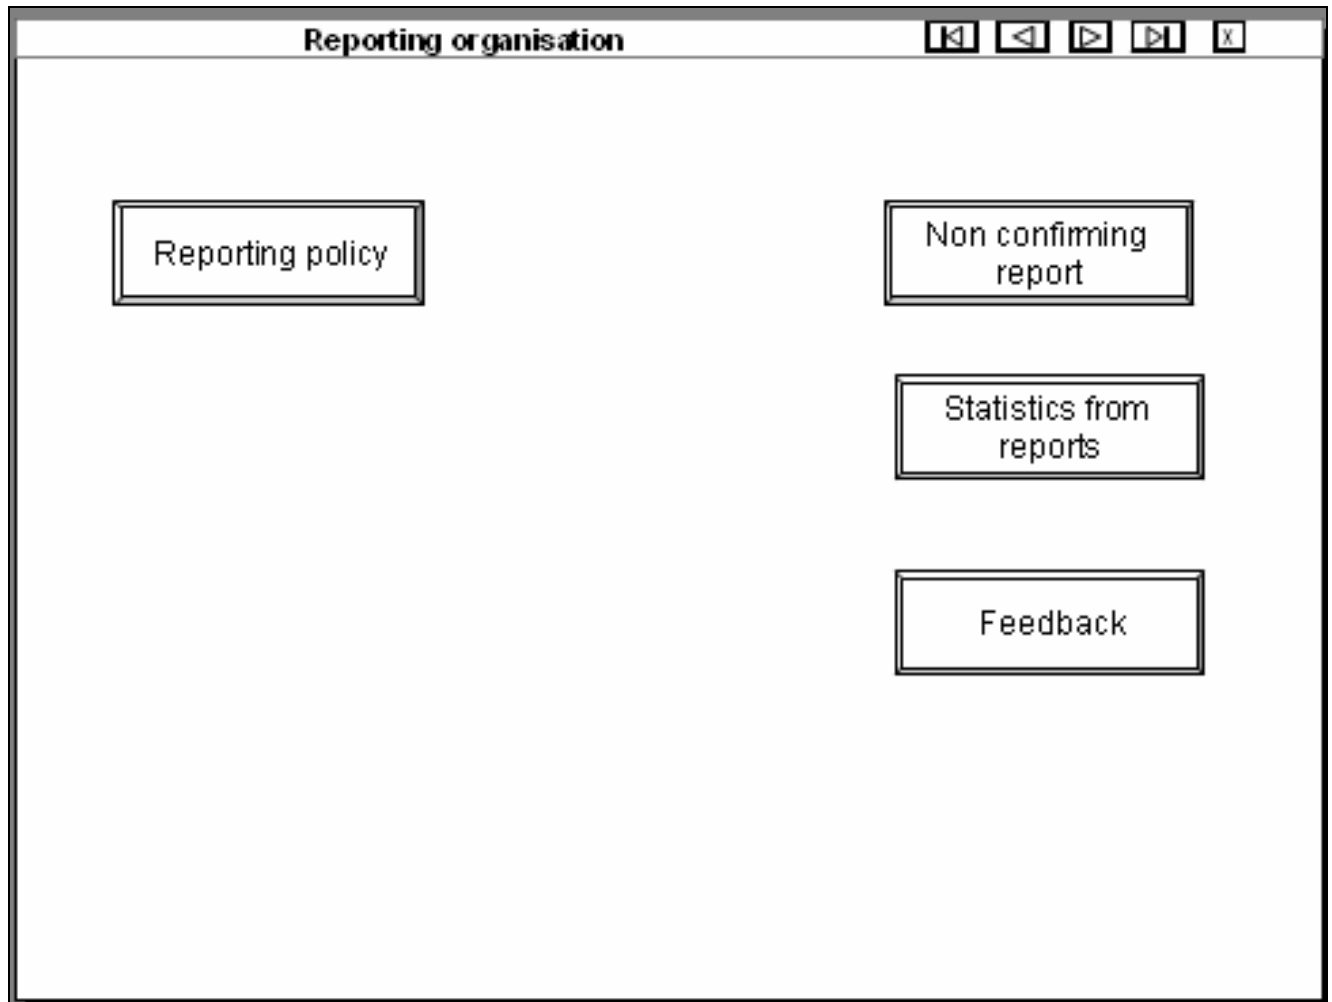 Reporting organisation
X
Reporting policy
Non confirming
report
Statistics from
reports
Feedback